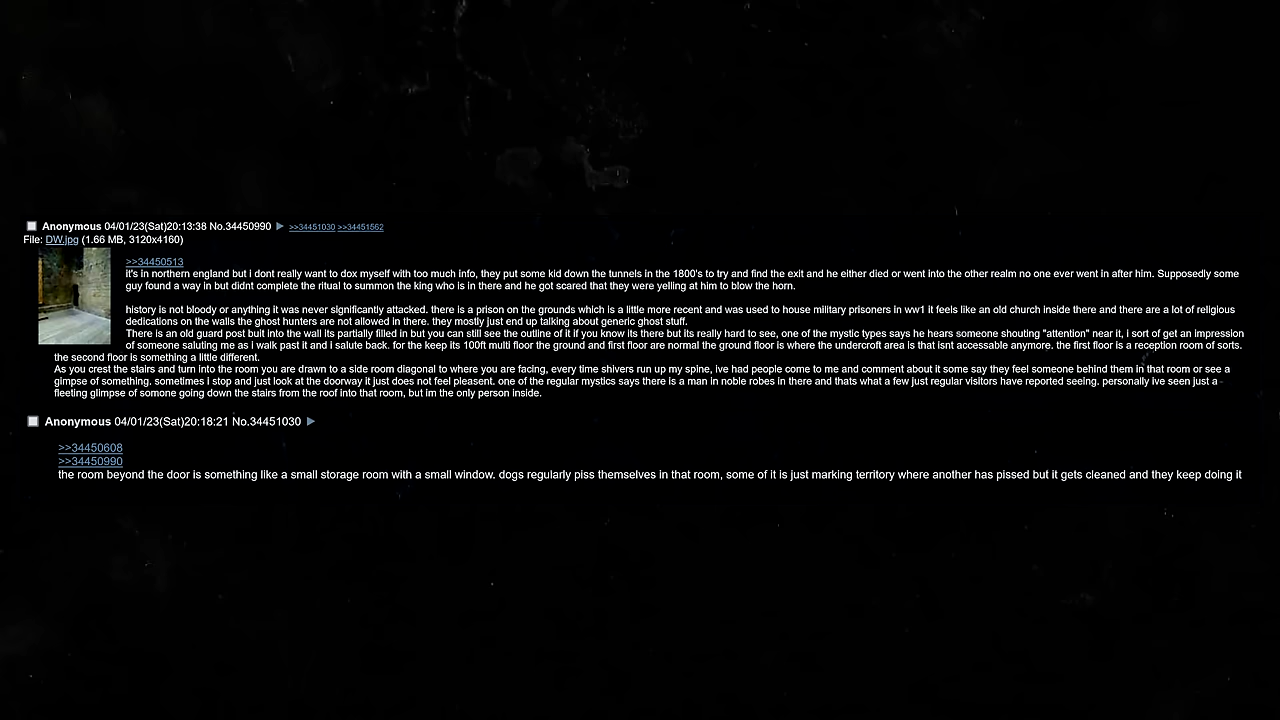 Anonymous 04/01/23(Sat)20:13:38 No.34450990 ▶ >>34451030 >>34451562
File: DW.jpg (1.66 MB, 3120x4160)
>>34450513
it's in northern england but i dont really want to dox myself with too much info, they put some kid down the tunnels in the 1800's to try and find the exit and he either died or went into the other realm no one ever went in after him. Supposedly some
guy found a way in but didnt complete the ritual to summon the king who is in there and he got scared that they were yelling at him to blow the horn.
history is not bloody or anything it was never significantly attacked. there is a prison on the grounds which is a little more recent and was used to house military prisoners in ww1 it feels like an old church inside there and there are a lot of religious
dedications on the walls the ghost hunters are not allowed in there. they mostly just end up talking about generic ghost stuff.
There is an old guard post buit into the wall its partially filled in but you can still see the outline of it if you know its there but its really hard to see, one of the mystic types says he hears someone shouting "attention" near it, i sort of get an impression
of someone saluting me as i walk past it and i salute back. for the keep its 100ft multi floor the ground and first floor are normal the ground floor is where the undercroft area is that isnt accessable anymore. the first floor is a reception room of sorts.
the second floor is something a little different.
As you crest the stairs and turn into the room you are drawn to a side room diagonal to where you are facing, every time shivers run up my spine, ive had people come to me and comment about it some say they feel someone behind them in that room or see a
glimpse of something. sometimes i stop and just look at the doorway it just does not feel pleasent. one of the regular mystics says there is a man in noble robes in there and thats what a few just regular visitors have reported seeing. personally ive seen just a
fleeting glimpse of somone going down the stairs from the roof into that room, but im the only person inside.
Anonymous 04/01/23(Sat)20:18:21 No.34451030 ▶
>>34450608
>>34450990
the room beyond the door is something like a small storage room with a small window. dogs regularly piss themselves in that room, some of it is just marking territory where another has pissed but it gets cleaned and they keep doing it